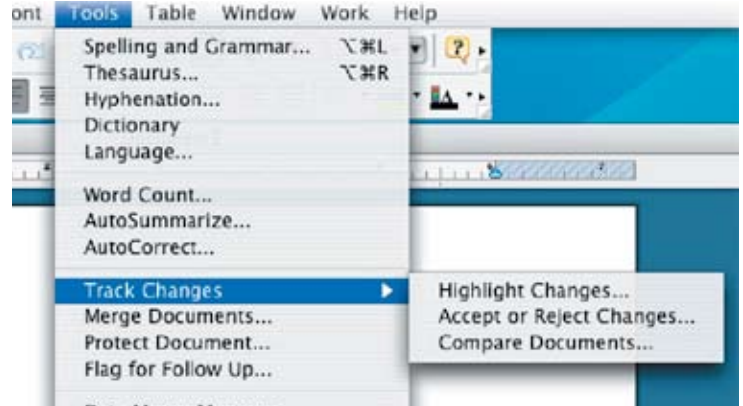 ont Tools Table Window Work Help
Spelling and Grammar... ⌥⌘L
Thesaurus... ⌥⌘R
Hyphenation...
Dictionary
Language...
Word Count...
AutoSummarize...
AutoCorrect...
Track Changes
Highlight Changes...
Merge Documents...
Accept or Reject Changes...
Protect Document...
Compare Documents...
Flag for Follow Up...